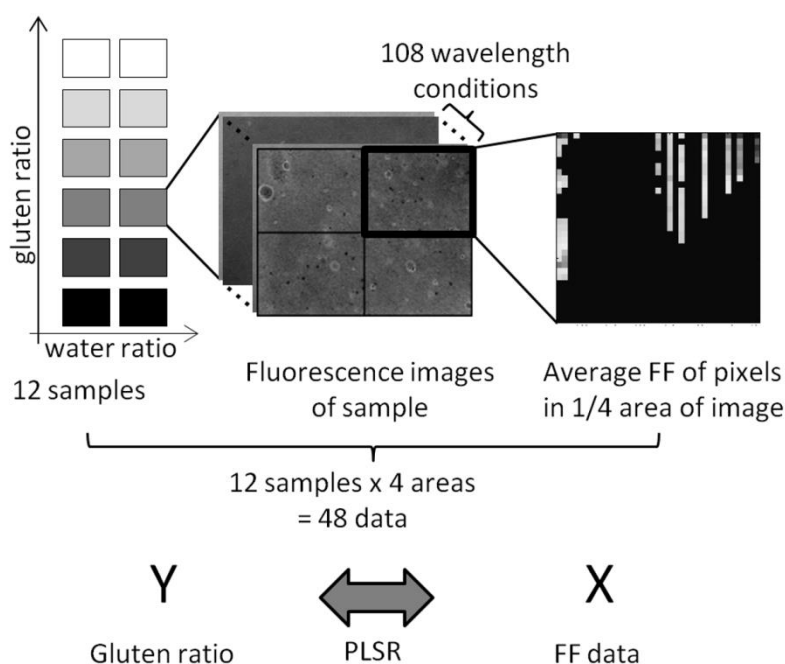 108 wavelength
conditions
gluten ratio
water ratio
12 samples
Fluorescence images
of sample
Average FF of pixels
in 1/4 area of image
12 samples x 4 areas
= 48 data
Y
X
Gluten ratio
PLSR
FF data